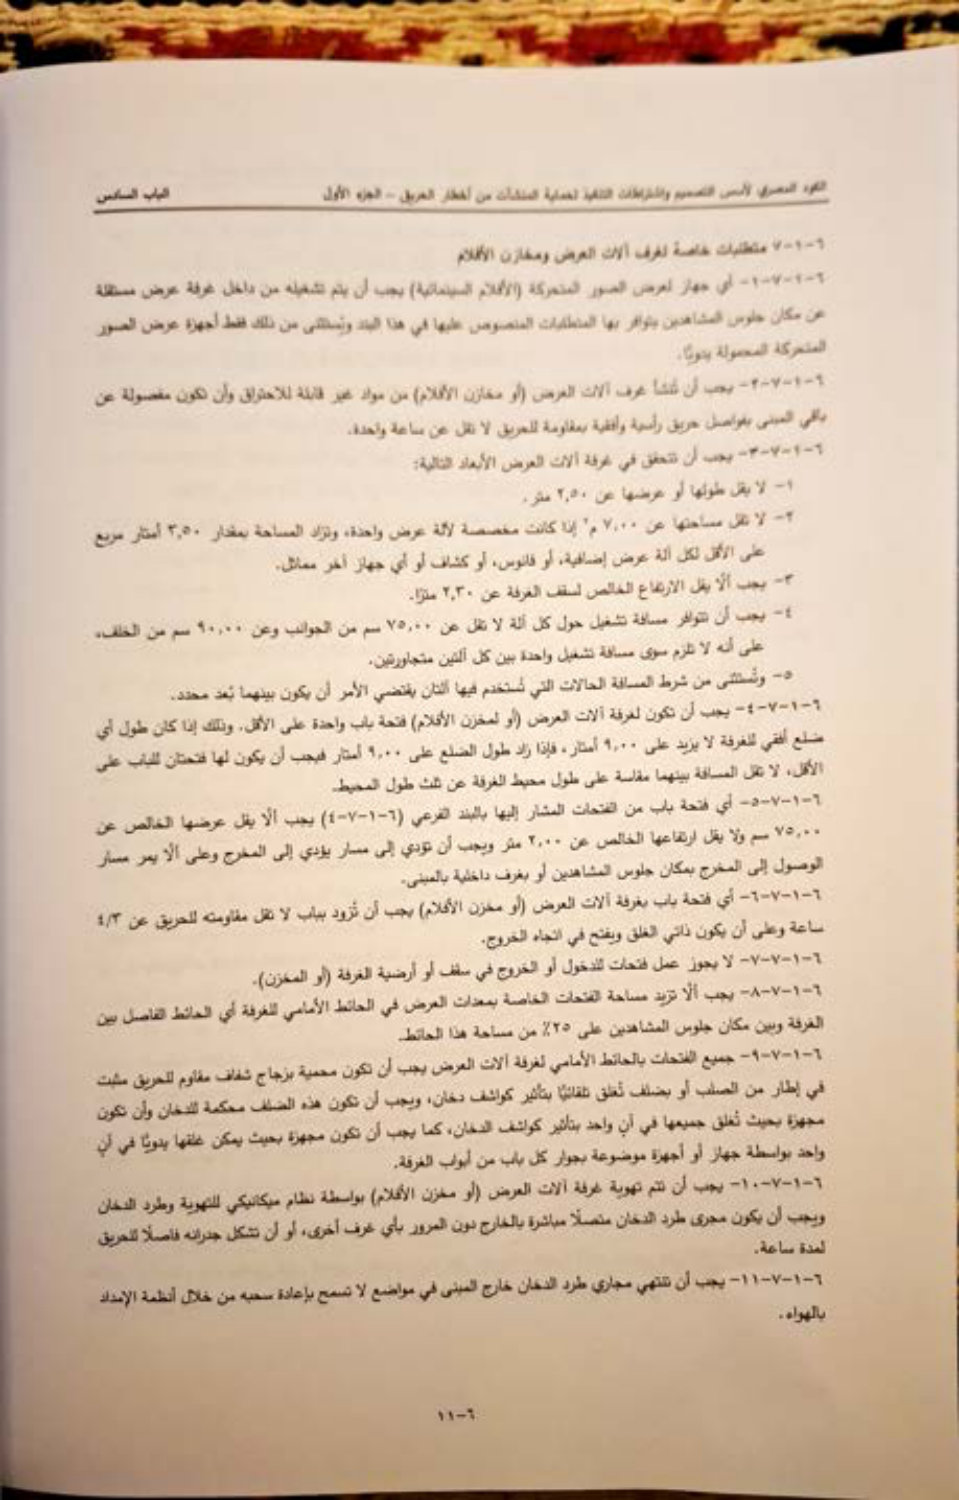 الكود المصري لأسس التصميم واشتراطات التنفيذ لحماية المنشآت من أخطار الحريق – الجزء الأول الباب السادس
٦-١-٧ متطلبات خاصة لغرف آلات العرض ومخازن الأفلام
٦-١-٧-١- أي جهاز لعرض الصور المتحركة (الأفلام السينمائية) يجب أن يتم تشغيله من داخل غرفة عرض مستقلة
عن مكان جلوس المشاهدين يتوافر بها المتطلبات المنصوص عليها في هذا البند ويُستثنى من ذلك فقط أجهزة عرض الصور
المتحركة المحمولة يدويًا.
٦-١-٧-٢- يجب أن تُنشأ غرف آلات العرض (أو مخازن الأفلام) من مواد غير قابلة للاحتراق وأن تكون مفصولة عن
باقي المبنى بفواصل حريق رأسية وأفقية بمقاومة للحريق لا تقل عن ساعة واحدة.
٦-١-٧-٣- يجب أن تتحقق في غرفة آلات العرض الأبعاد التالية:
١- لا يقل طولها أو عرضها عن ٢,٥٠ متر.
٢- لا تقل مساحتها عن ٧,٠٠ م٢ إذا كانت مخصصة لآلة عرض واحدة، وتزاد المساحة بمقدار ٣,٥٠ أمتار مربع
على الأقل لكل آلة عرض إضافية، أو فانوس، أو كشاف أو أي جهاز آخر مماثل.
٣- يجب ألّا يقل الارتفاع الخالص لسقف الغرفة عن ٢,٣٠ مترًا.
٤- يجب أن تتوافر مسافة تشغيل حول كل آلة لا تقل عن ٧٥,٠٠ سم من الجوانب وعن ٩٠,٠٠ سم من الخلف،
على أنه لا تلزم سوى مسافة تشغيل واحدة بين كل آلتين متجاورتين.
٥- وتُستثنى من شرط المسافة الحالات التي تُستخدم فيها آلتان يقتضي الأمر أن يكون بينهما بُعد محدد.
٦-١-٧-٤- يجب أن تكون لغرفة آلات العرض (أو لمخزن الأفلام) فتحة باب واحدة على الأقل. وذلك إذا كان طول أي
ضلع أفقي للغرفة لا يزيد على ٩,٠٠ أمتار، فإذا زاد طول الضلع على ٩,٠٠ أمتار فيجب أن يكون لها فتحتان للباب على
الأقل، لا تقل المسافة بينهما مقاسة على طول محيط الغرفة عن ثلث طول المحيط.
٦-١-٧-٥- أي فتحة باب من الفتحات المشار إليها بالبند الفرعي (٦-١-٧-٤) يجب ألّا يقل عرضها الخالص عن
٧٥,٠٠ سم ولا يقل ارتفاعها الخالص عن ٢,٠٠ متر ويجب أن تؤدي إلى مسار يؤدي إلى المخرج وعلى ألّا يمر مسار
الوصول إلى المخرج بمكان جلوس المشاهدين أو بغرف داخلية بالمبنى.
٦-١-٧-٦- أي فتحة باب بغرفة آلات العرض (أو مخزن الأفلام) يجب أن تُزود بباب لا تقل مقاومته للحريق عن ٤/٣
ساعة وعلى أن يكون ذاتي الغلق ويفتح في اتجاه الخروج.
٦-١-٧-٧- لا يجوز عمل فتحات للدخول أو الخروج في سقف أو أرضية الغرفة (أو المخزن).
٦-١-٧-٨- يجب ألّا تزيد مساحة الفتحات الخاصة بمعدات العرض في الحائط الأمامي للغرفة أي الحائط الفاصل بين
الغرفة وبين مكان جلوس المشاهدين على ٢٥٪ من مساحة هذا الحائط.
٦-١-٧-٩- جميع الفتحات بالحائط الأمامي لغرفة آلات العرض يجب أن تكون محمية بزجاج شفاف مقاوم للحريق مثبت
في إطار من الصلب أو بضلف تُغلق تلقائيًا بتأثير كواشف دخان، ويجب أن تكون هذه الضلف محكمة للدخان وأن تكون
مجهزة بحيث تُغلق جميعها في آنٍ واحد بتأثير كواشف الدخان، كما يجب أن تكون مجهزة بحيث يمكن غلقها يدويًا في آنٍ
واحد بواسطة جهاز أو أجهزة موضوعة بجوار كل باب من أبواب الغرفة.
٦-١-٧-١٠- يجب أن تتم تهوية غرفة آلات العرض (أو مخزن الأفلام) بواسطة نظام ميكانيكي للتهوية وطرد الدخان
ويجب أن يكون مجرى طرد الدخان متصلًا مباشرة بالخارج دون المرور بأي غرف أخرى، أو أن تشكل جدرانه فاصلًا للحريق
لمدة ساعة.
٦-١-٧-١١- يجب أن تنتهي مجاري طرد الدخان خارج المبنى في مواضع لا تسمح بإعادة سحبه من خلال أنظمة الإمداد
بالهواء.
٦-١١